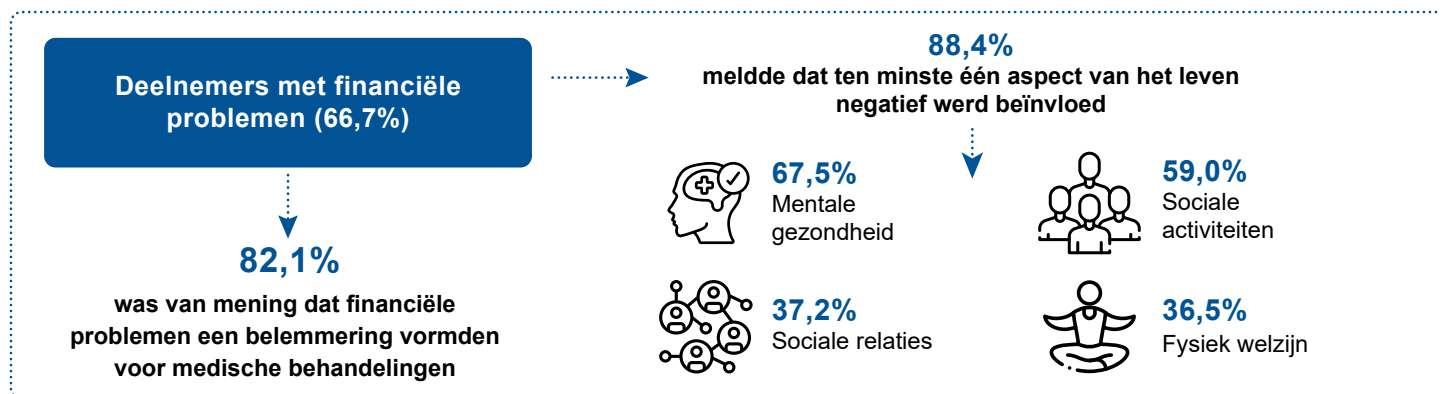 Deelnemers met financiële
problemen (66,7%)
82,1%
was van mening dat financiële
problemen een belemmering vormden
voor medische behandelingen
88,4%
meldde dat ten minste één aspect van het leven
negatief werd beïnvloed
67,5%
Mentale
gezondheid
59,0%
Sociale
activiteiten
37,2%
Sociale relaties
36,5%
Fysiek welzijn